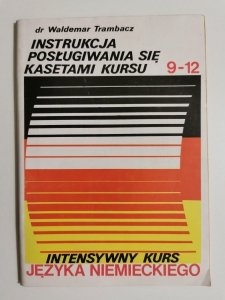 dr Waldemar Trambacz
INSTRUKCJA
POSŁUGIWANIA SIĘ
KASETAMI KURSU 9-12
INTENSYWNY KURS
JĘZYKA NIEMIECKIEGO